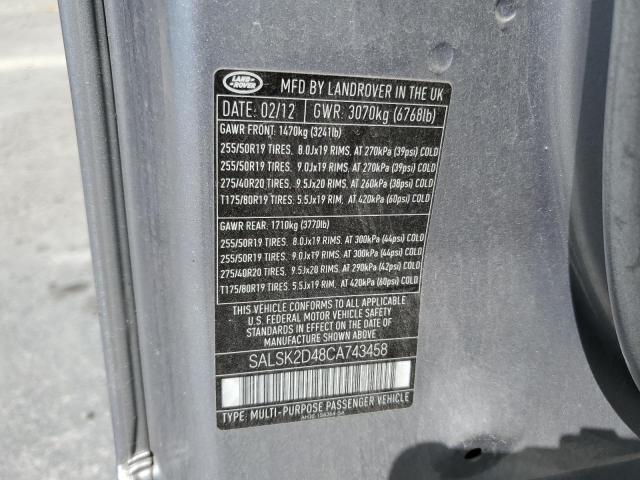 LAND ROVER
MFD BY LANDROVER IN THE UK
DATE: 02/12 GWR: 3070kg (6768lb)
GAWR FRONT: 1470kg (3241lb)
255/50R19 TIRES. 8.0Jx19 RIMS. AT 270kPa (39psi) COLD
255/50R19 TIRES. 9.0Jx19 RIMS. AT 270kPa (39psi) COLD
275/40R20 TIRES. 9.5Jx20 RIMS. AT 260kPa (38psi) COLD
T175/80R19 TIRES. 5.5Jx19 RIM. AT 420kPa (60psi) COLD
GAWR REAR: 1710kg (3770lb)
255/50R19 TIRES. 8.0Jx19 RIMS. AT 300kPa (44psi) COLD
255/50R19 TIRES. 9.0Jx19 RIMS. AT 300kPa (44psi) COLD
275/40R20 TIRES. 9.5Jx20 RIMS. AT 290kPa (42psi) COLD
T175/80R19 TIRES. 5.5Jx19 RIM. AT 420kPa (60psi) COLD
THIS VEHICLE CONFORMS TO ALL APPLICABLE
U.S. FEDERAL MOTOR VEHICLE SAFETY
STANDARDS IN EFFECT ON THE DATE OF
MANUFACTURE SHOWN ABOVE.
SALSK2D48CA743458
TYPE: MULTI-PURPOSE PASSENGER VEHICLE